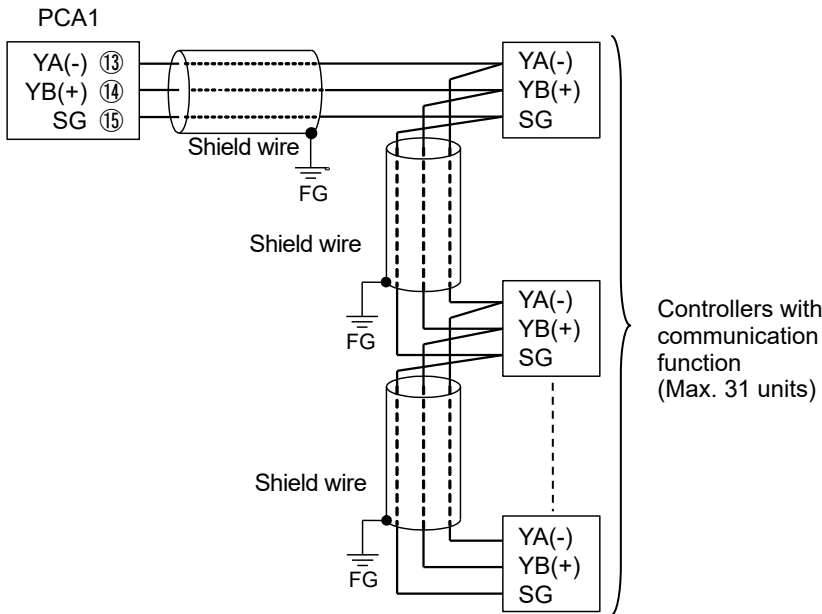 PCA1
YA(-) ⑬
YB(+) ⑭
SG ⑮
Shield wire
FG
YA(-)
YB(+)
SG
Shield wire
FG
YA(-)
YB(+)
SG
Controllers with
communication
function
(Max. 31 units)
Shield wire
FG
YA(-)
YB(+)
SG